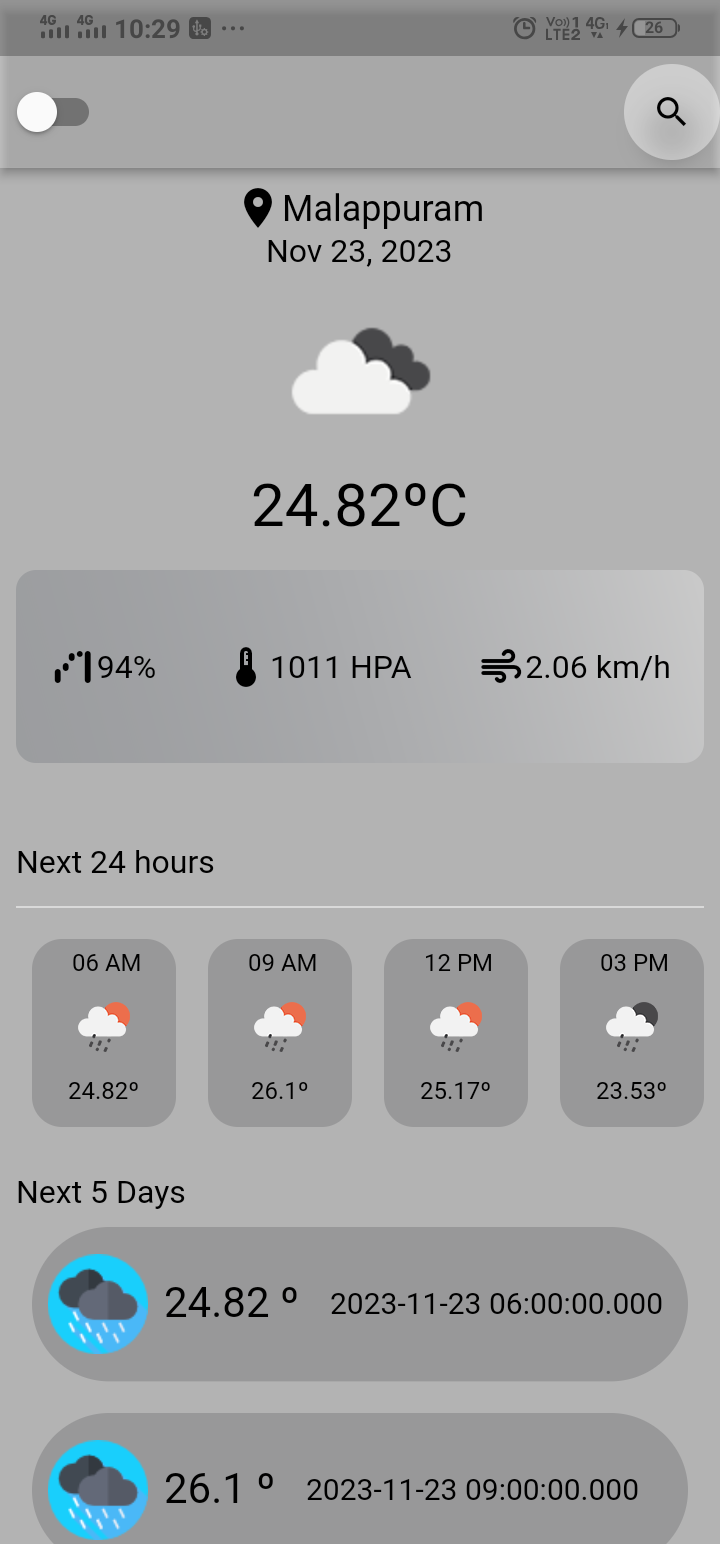 4G 4G 10:29 ... Vo)) 1 LTE2 4G 26
Malappuram
Nov 23, 2023
24.82ºC
94% 1011 HPA 2.06 km/h
Next 24 hours
06 AM 09 AM 12 PM 03 PM
24.82º 26.1º 25.17º 23.53º
Next 5 Days
24.82 º 2023-11-23 06:00:00.000
26.1 º 2023-11-23 09:00:00.000